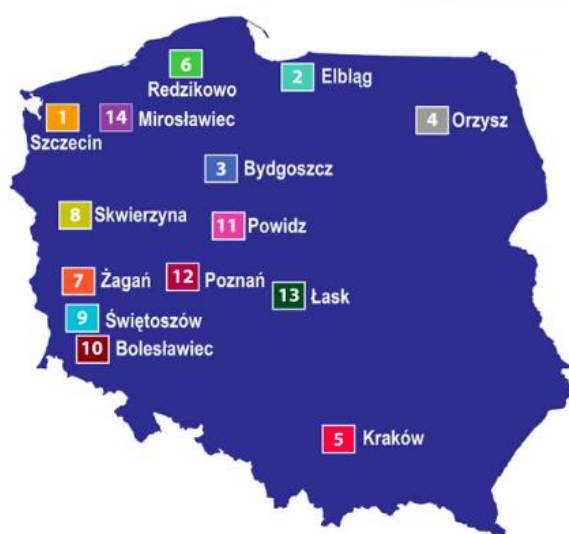 6
Redzikowo
2 Elbląg
1
Szczecin
14 Mirosławiec
4 Orzysz
3 Bydgoszcz
8 Skwierzyna
11 Powidz
7 Żagań
12 Poznań
13 Łask
9 Świętoszów
10 Bolesławiec
5 Kraków